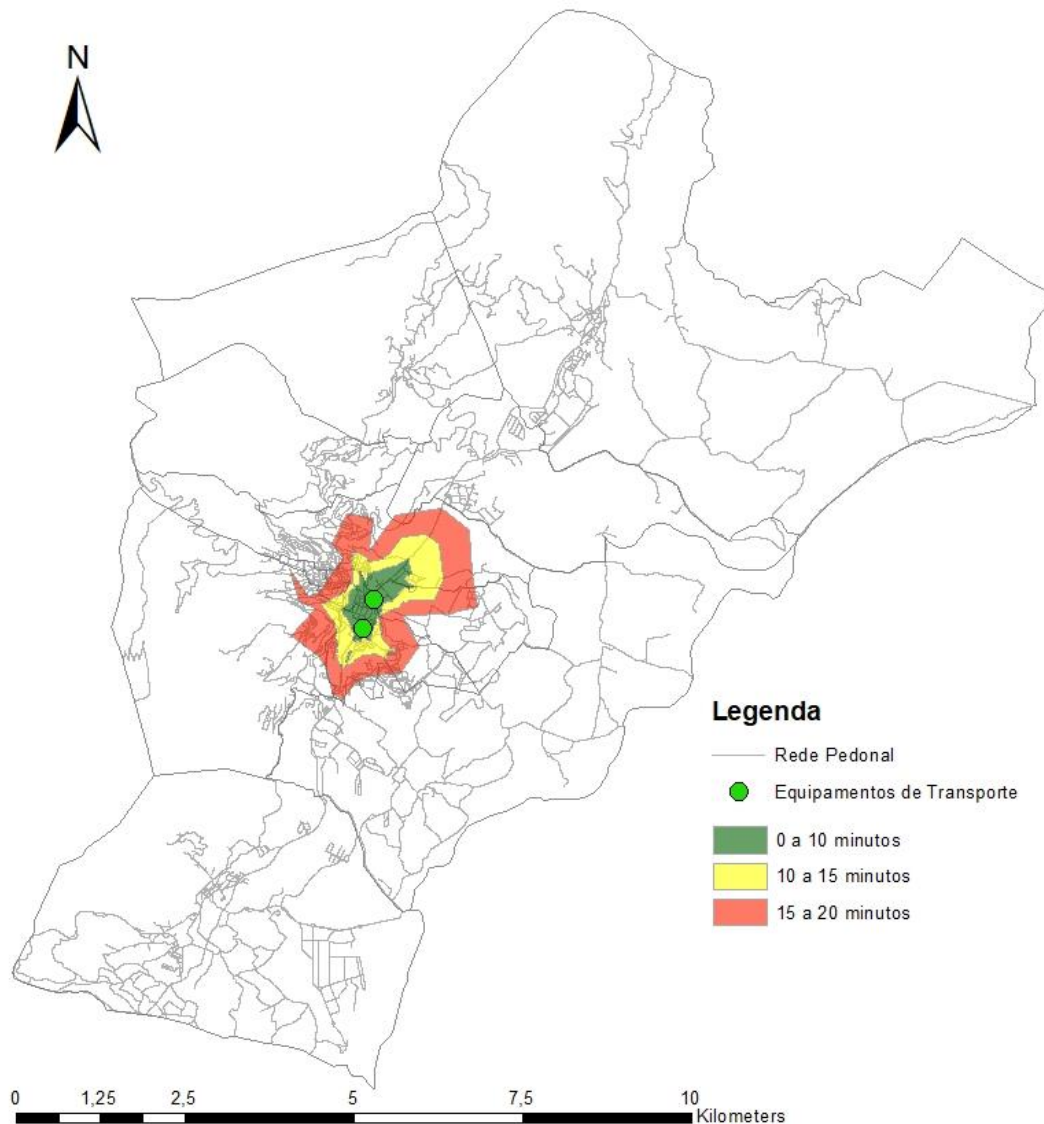 N
Legenda
Rede Pedonal
Equipamentos de Transporte
0 a 10 minutos
10 a 15 minutos
15 a 20 minutos
0 1,25 2,5 5 7,5 10
Kilometers